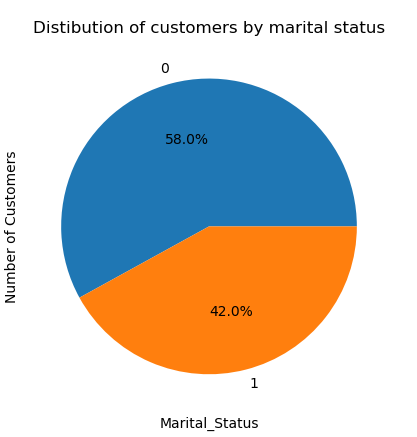 Distibution of customers by marital status
0
58.0%
Number of Customers
42.0%
1
Marital_Status